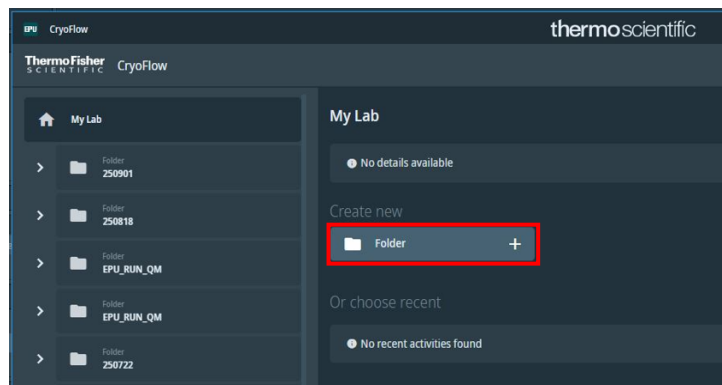 EPU CryoFlow
thermoscientific
ThermoFisher
SCIENTIFIC
CryoFlow
My Lab
Folder
250901
Folder
250818
Folder
EPU_RUN_QM
Folder
EPU_RUN_QM
Folder
250722
My Lab
No details available
Create new
Folder +
Or choose recent
No recent activities found